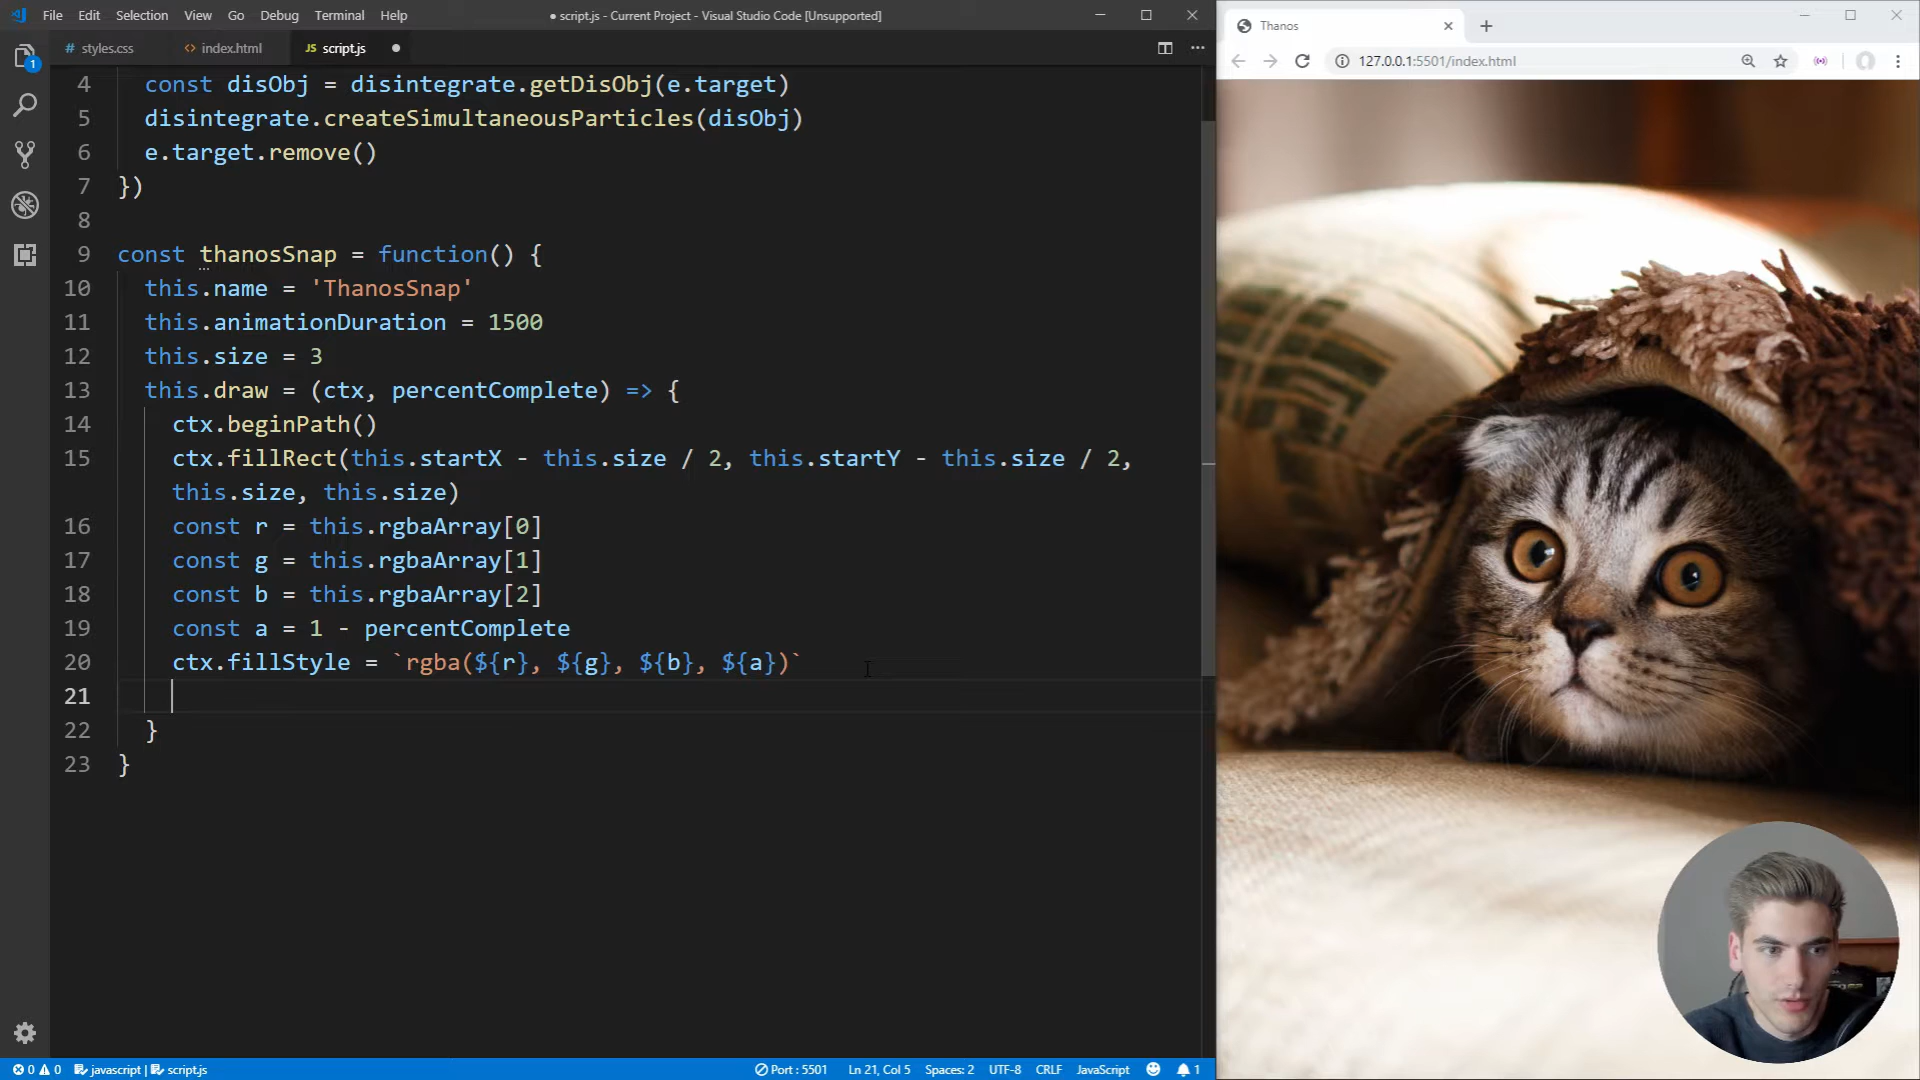 File Edit Selection View Go Debug Terminal Help
● script.js - Current Project - Visual Studio Code [Unsupported]
Thanos
# styles.css
<> index.html
JS script.js
127.0.0.1:5501/index.html
4 const disObj = disintegrate.getDisObj(e.target)
5 disintegrate.createSimultaneousParticles(disObj)
6 e.target.remove()
7 })
8
9 const thanosSnap = function() {
10 this.name = 'ThanosSnap'
11 this.animationDuration = 1500
12 this.size = 3
13 this.draw = (ctx, percentComplete) => {
14 ctx.beginPath()
15 ctx.fillRect(this.startX - this.size / 2, this.startY - this.size / 2,
this.size, this.size)
16 const r = this.rgbaArray[0]
17 const g = this.rgbaArray[1]
18 const b = this.rgbaArray[2]
19 const a = 1 - percentComplete
20 ctx.fillStyle = `rgba(${r}, ${g}, ${b}, ${a})`
21
22 }
23 }
1
0 0 javascript | script.js
Port : 5501 Ln 21, Col 5 Spaces: 2 UTF-8 CRLF JavaScript 1